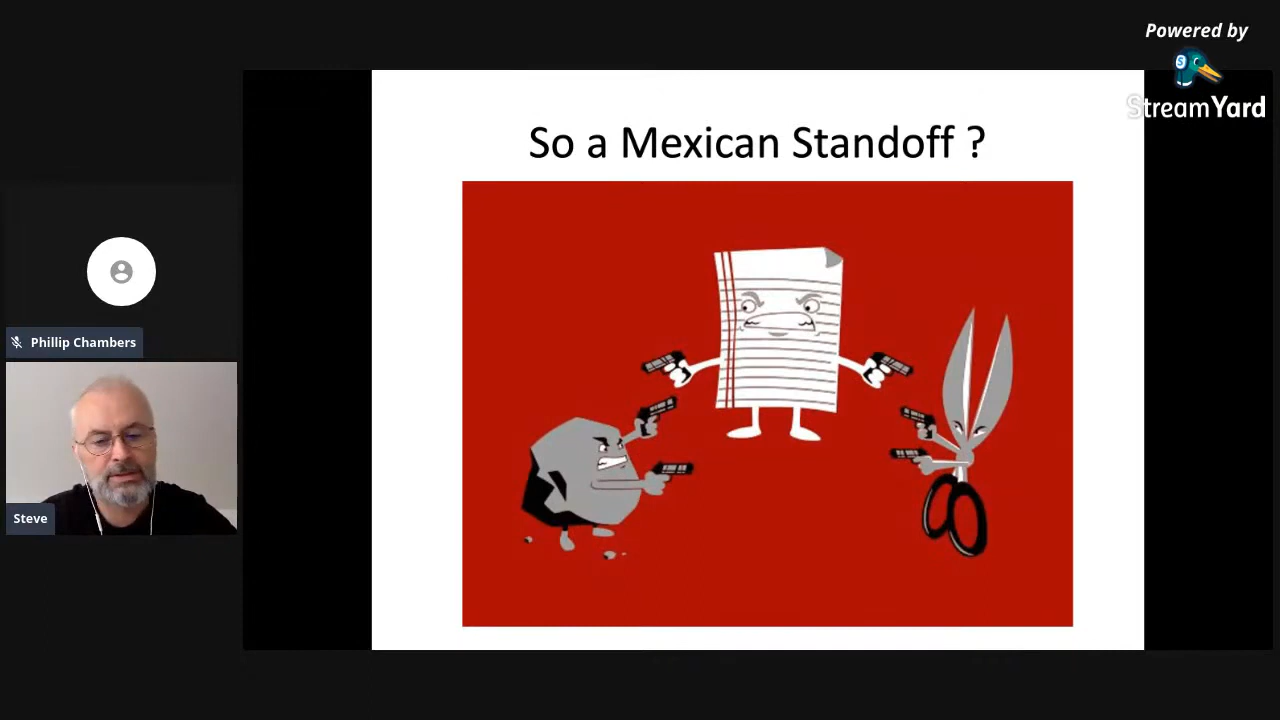 Powered by
S
StreamYard
So a Mexican Standoff ?
Phillip Chambers
Steve